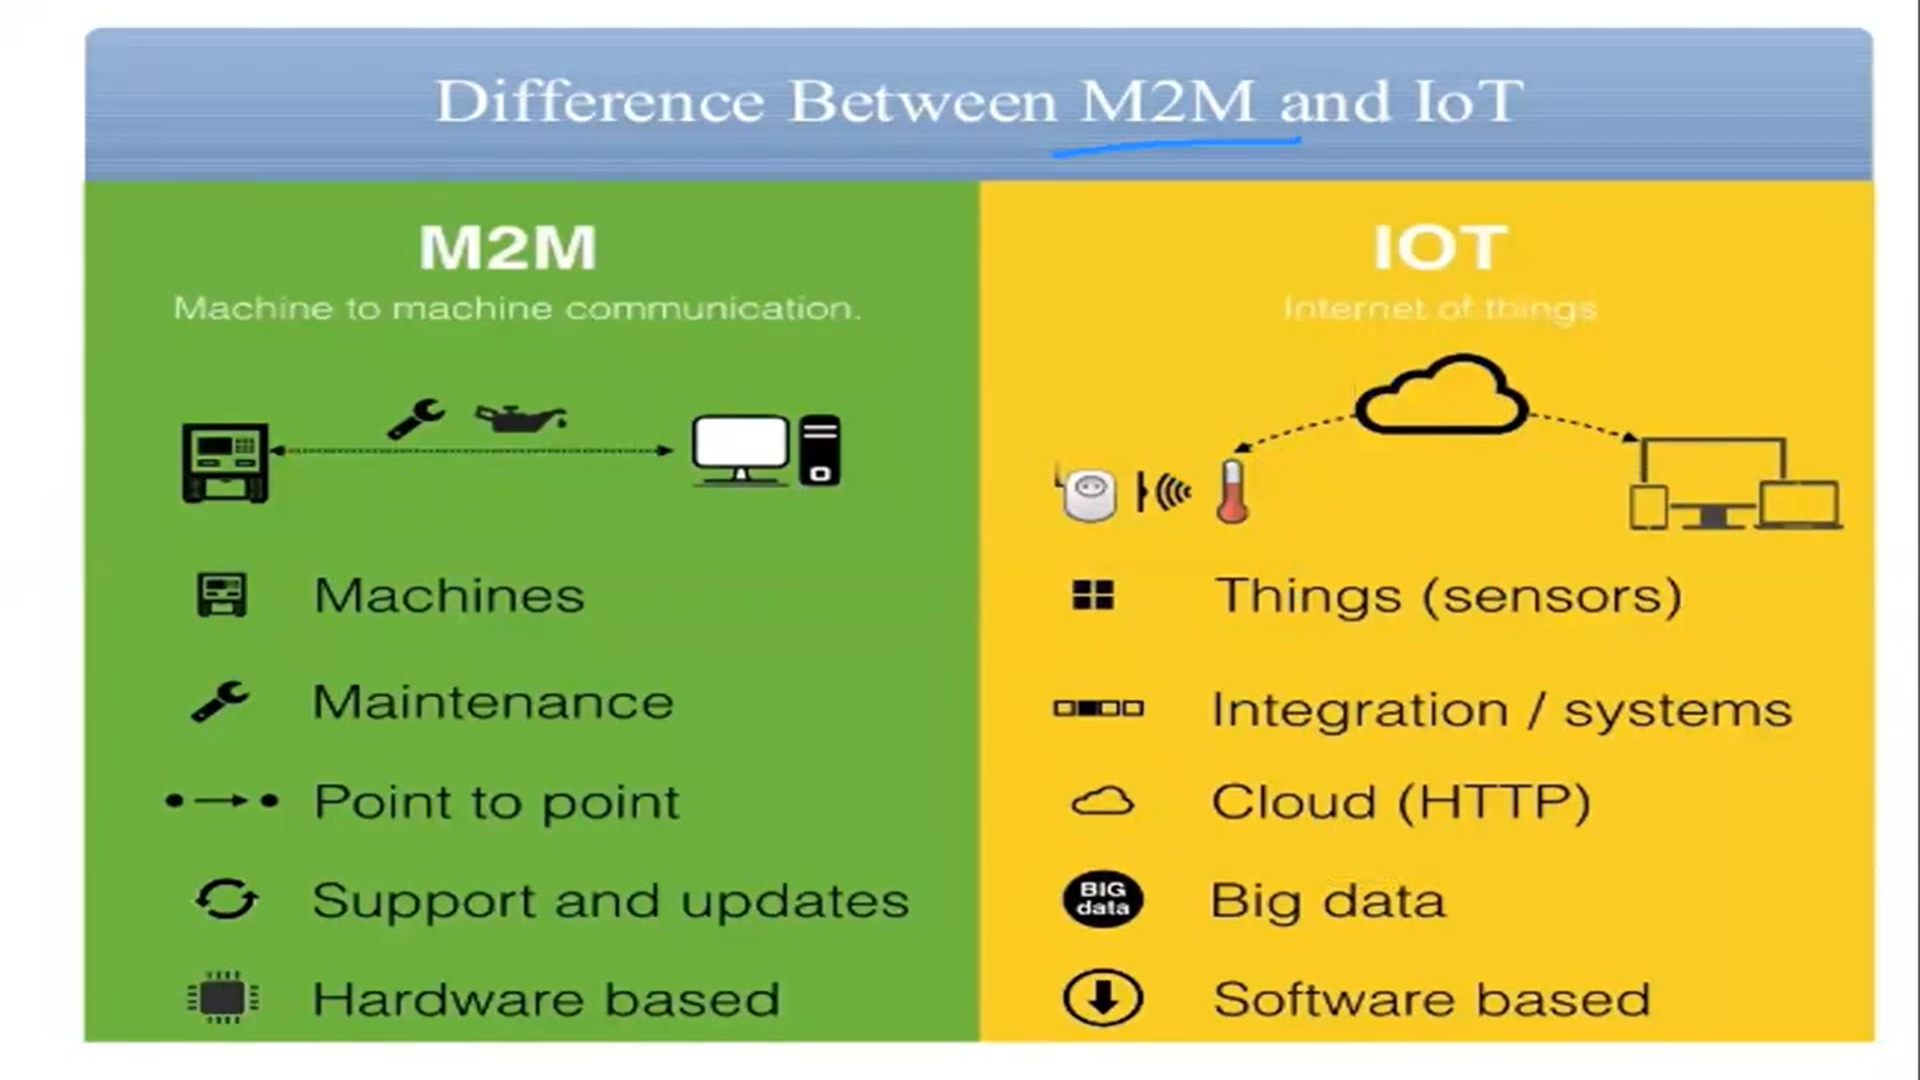 Difference Between M2M and IoT
M2M
Machine to machine communication.
Machines
Maintenance
Point to point
Support and updates
Hardware based
IOT
Internet of things
Things (sensors)
Integration / systems
Cloud (HTTP)
BIG
data
Big data
Software based